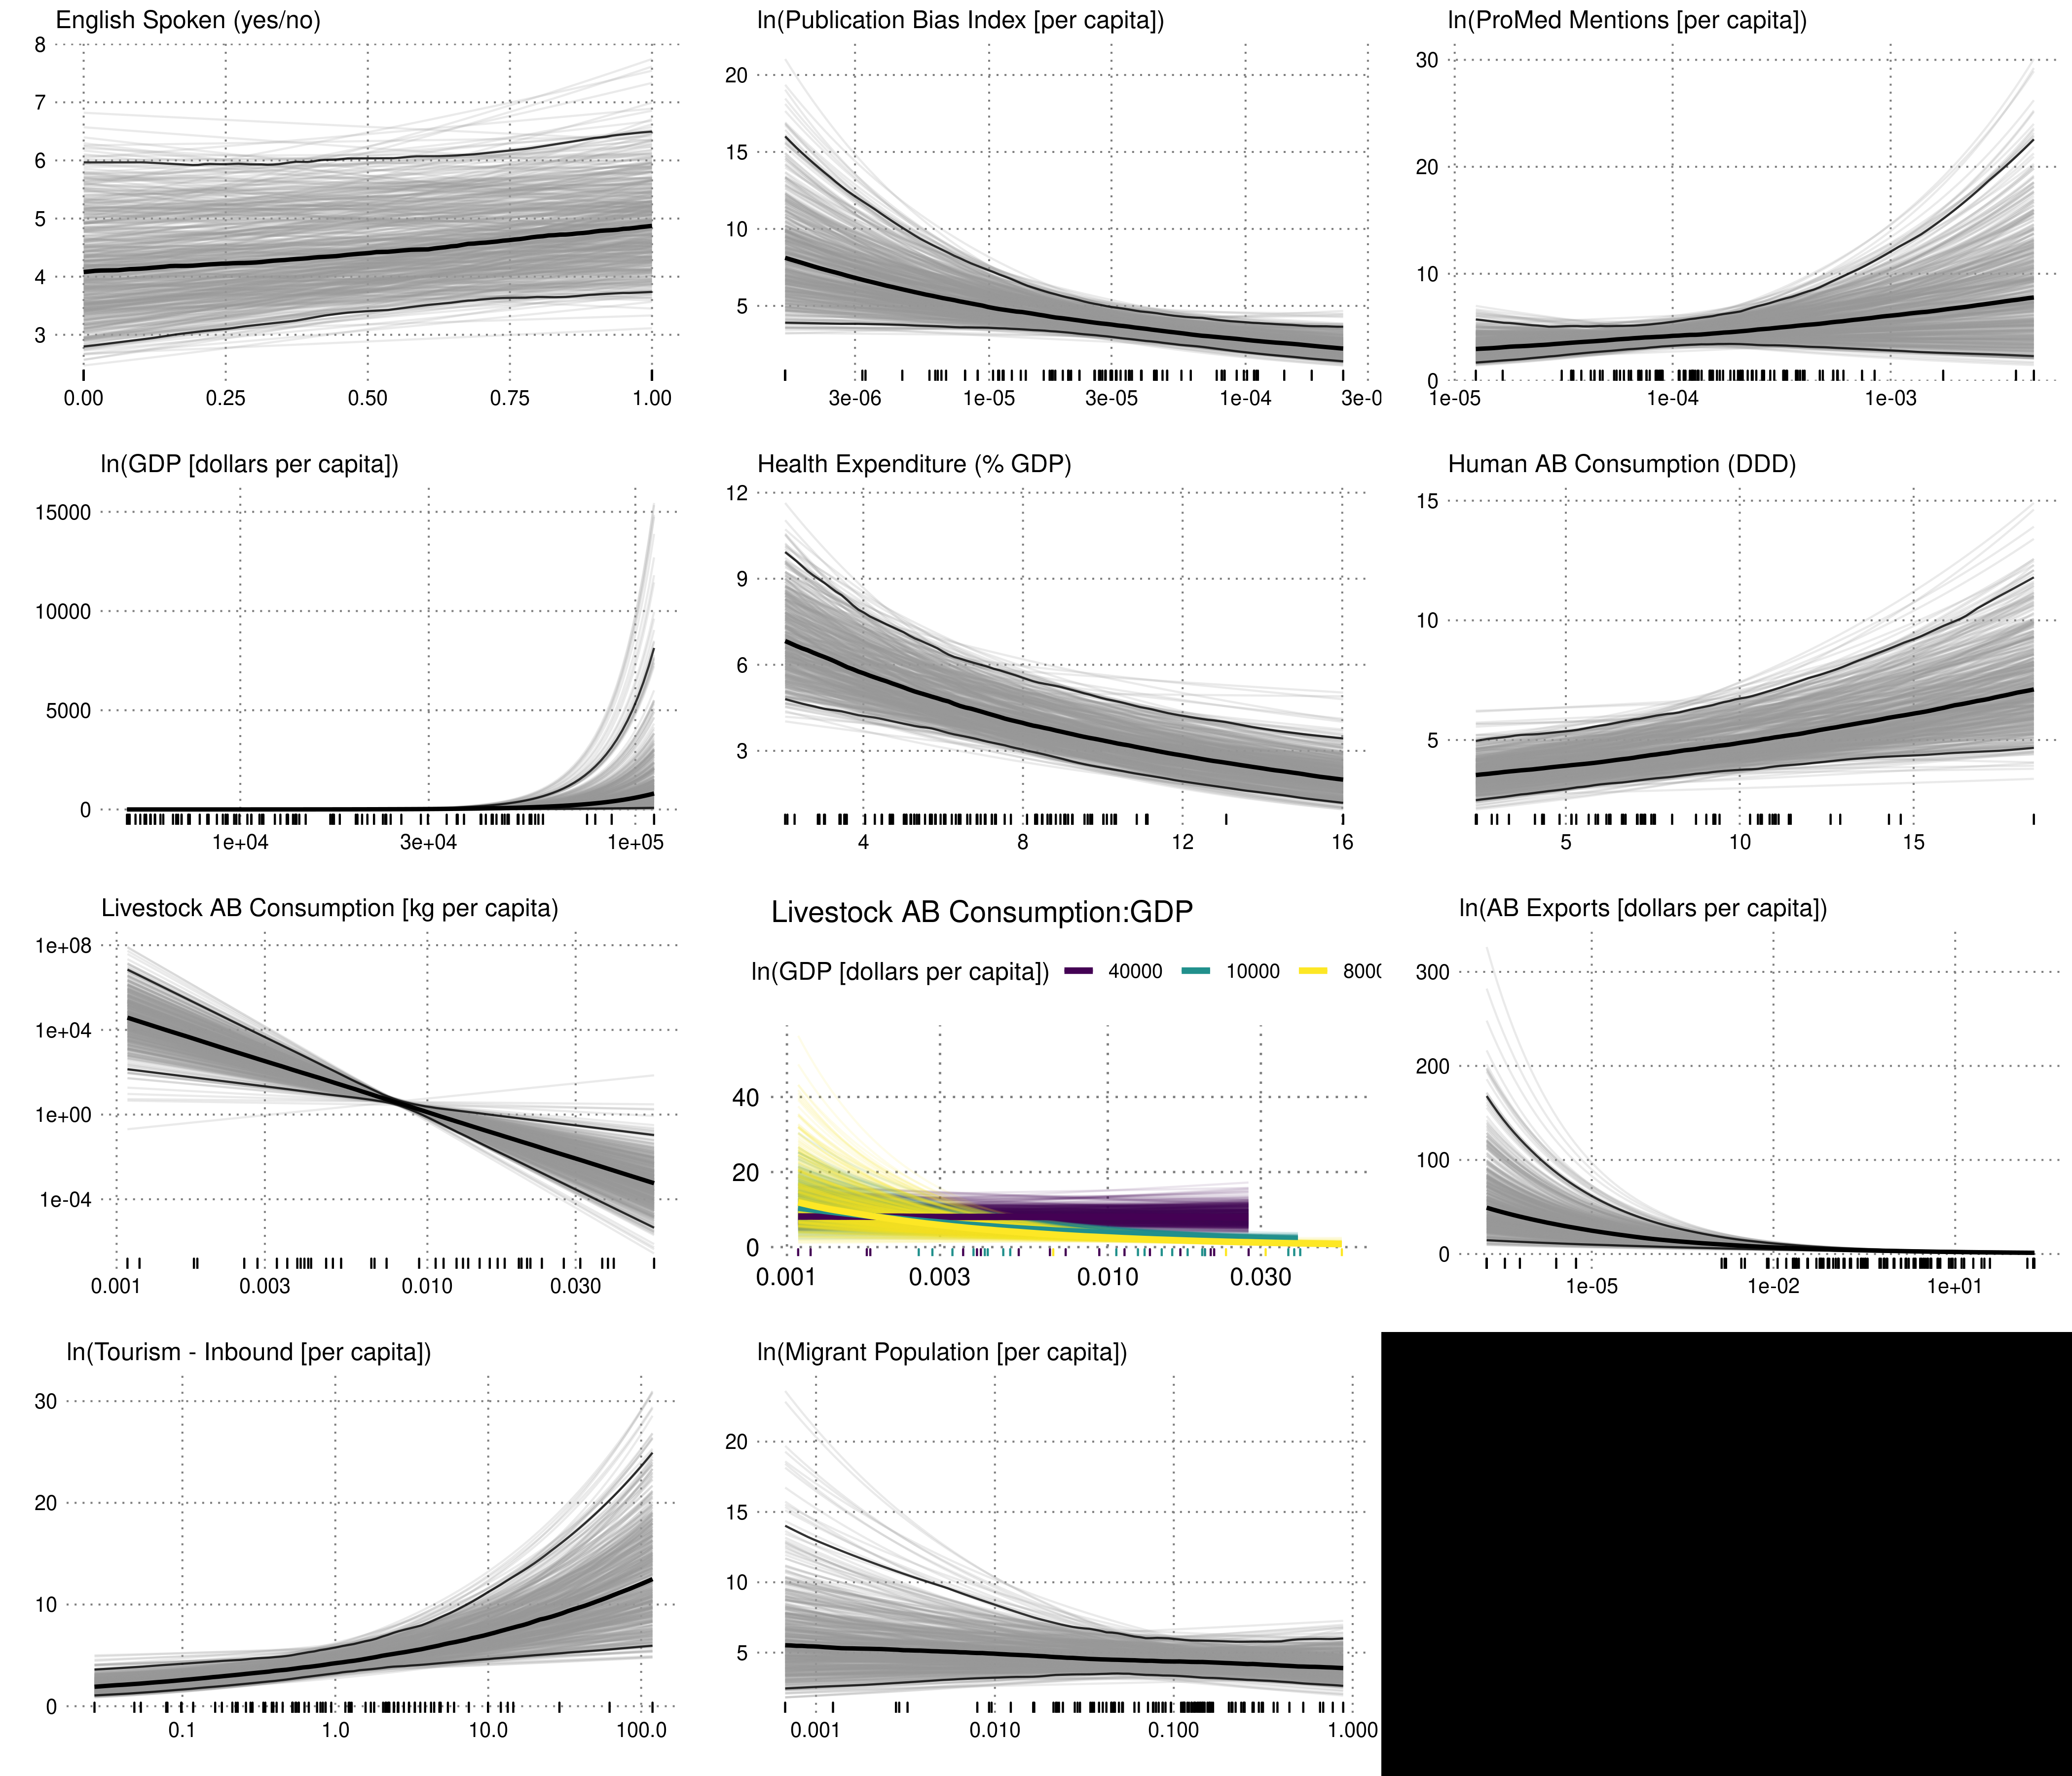 English Spoken (yes/no)
8
7
6
5
4
3
0.00 0.25 0.50 0.75 1.00
ln(Publication Bias Index [per capita])
20
15
10
5
3e-06 1e-05 3e-05 1e-04 3e-0
ln(ProMed Mentions [per capita])
30
20
10
0
1e-05 1e-04 1e-03
ln(GDP [dollars per capita])
15000
10000
5000
0
1e+04 3e+04 1e+05
Health Expenditure (% GDP)
12
9
6
3
4 8 12 16
Human AB Consumption (DDD)
15
10
5
5 10 15
Livestock AB Consumption [kg per capita)
1e+08
1e+04
1e+00
1e-04
0.001 0.003 0.010 0.030
Livestock AB Consumption:GDP
ln(GDP [dollars per capita]) 40000 10000 8000
40
20
0
0.001 0.003 0.010 0.030
ln(AB Exports [dollars per capita])
300
200
100
0
1e-05 1e-02 1e+01
ln(Tourism - Inbound [per capita])
30
20
10
0
0.1 1.0 10.0 100.0
ln(Migrant Population [per capita])
20
15
10
5
0.001 0.010 0.100 1.000